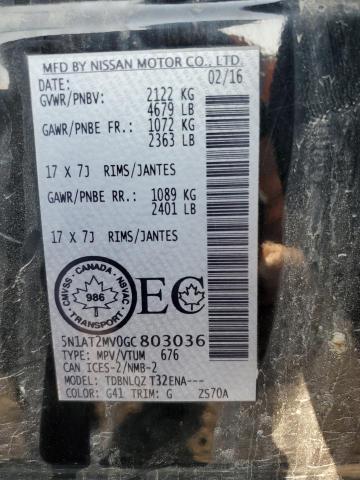 MFD BY NISSAN MOTOR CO., LTD.
DATE: 02/16
GVWR/PNBV: 2122 KG
4679 LB
GAWR/PNBE FR.: 1072 KG
2363 LB
17 X 7J RIMS/JANTES
GAWR/PNBE RR.: 1089 KG
2401 LB
17 X 7J RIMS/JANTES
CANADA
CMVSS NSVAC
986
TRANSPORT
EC
5N1AT2MV0GC803036
TYPE: MPV/VTUM 676
CAN ICES-2/NMB-2
MODEL: TDBNLQZ T32ENA---
COLOR: G41 TRIM: G ZS70A